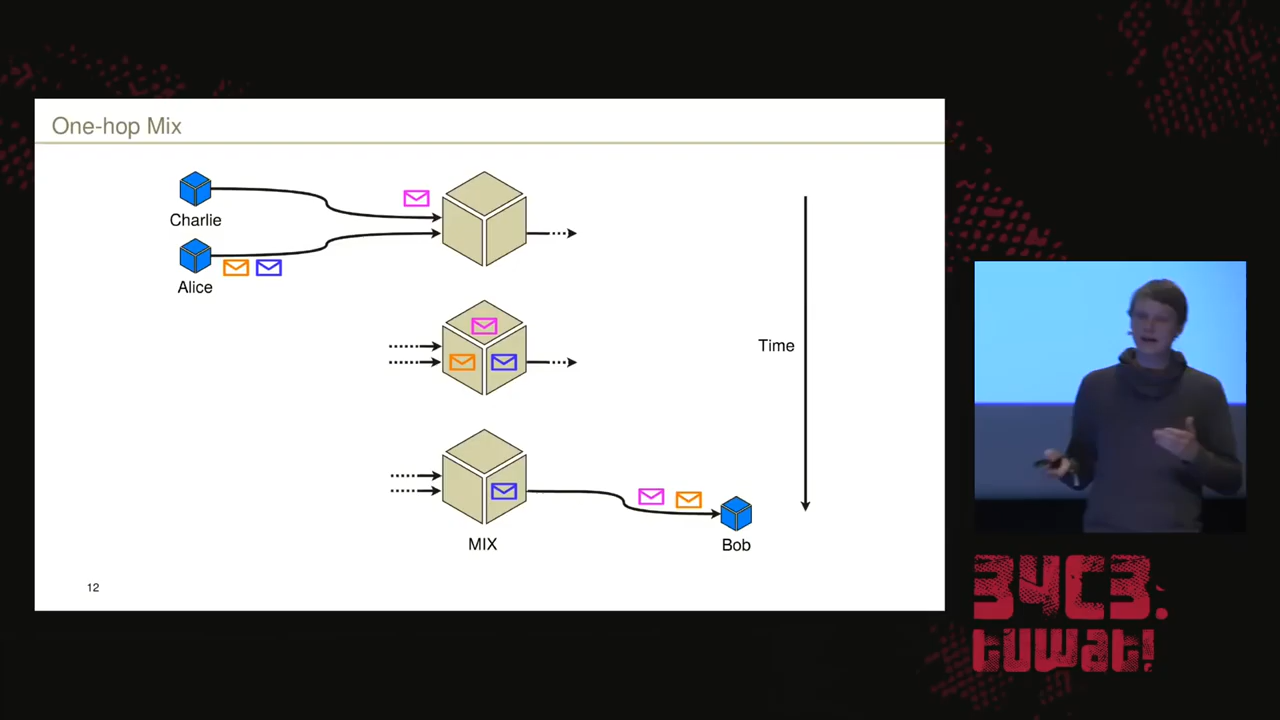 One-hop Mix
Charlie
Alice
Time
MIX
Bob
12
34C3.
tuwat!